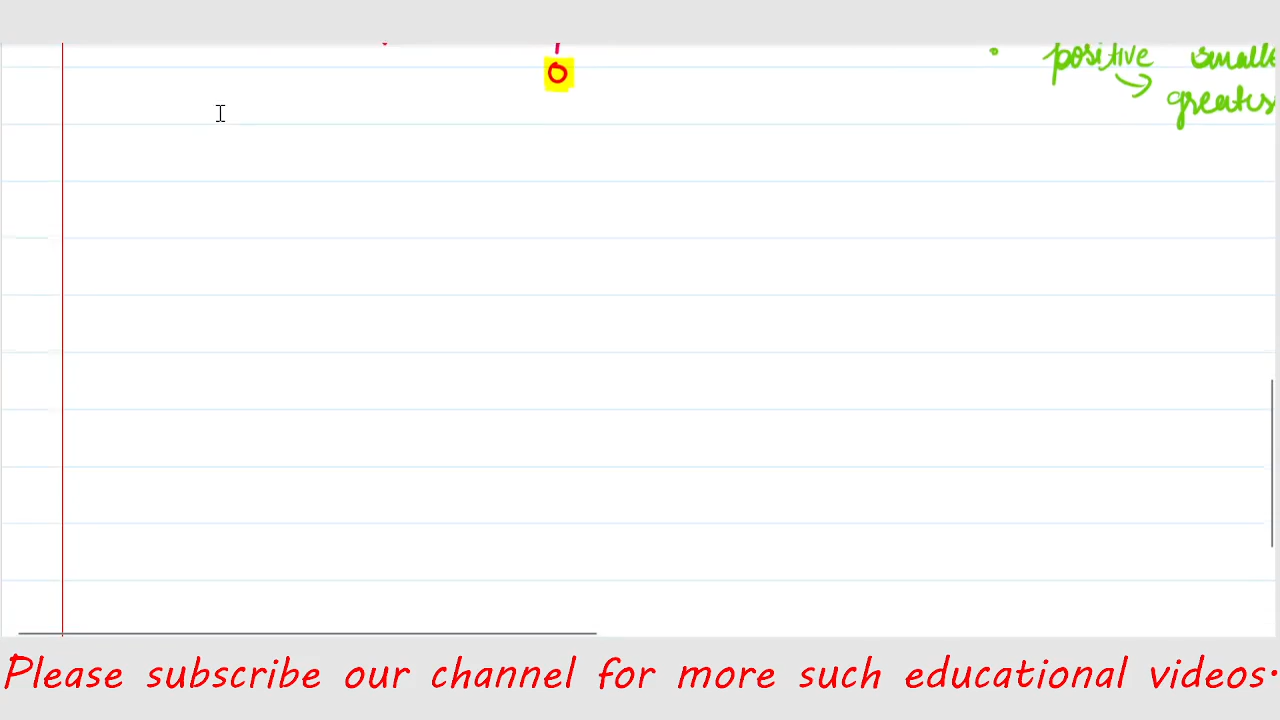 0
positive smalle
greates
Please subscribe our channel for more such educational videos.